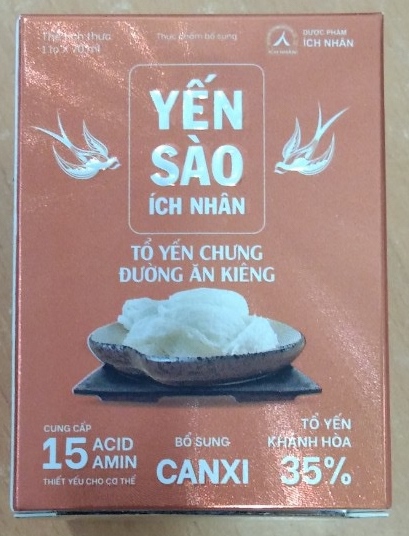 Thể tích thực
1 lọ x 70 ml
Thực phẩm bổ sung
ÍCH NHÂN
DƯỢC PHẨM
ÍCH NHÂN
YẾN
SÀO
ÍCH NHÂN
TỔ YẾN CHƯNG
ĐƯỜNG ĂN KIÊNG
CUNG CẤP
15 ACID
AMIN
THIẾT YẾU CHO CƠ THỂ
BỔ SUNG
CANXI
TỔ YẾN
KHÁNH HÒA
35%